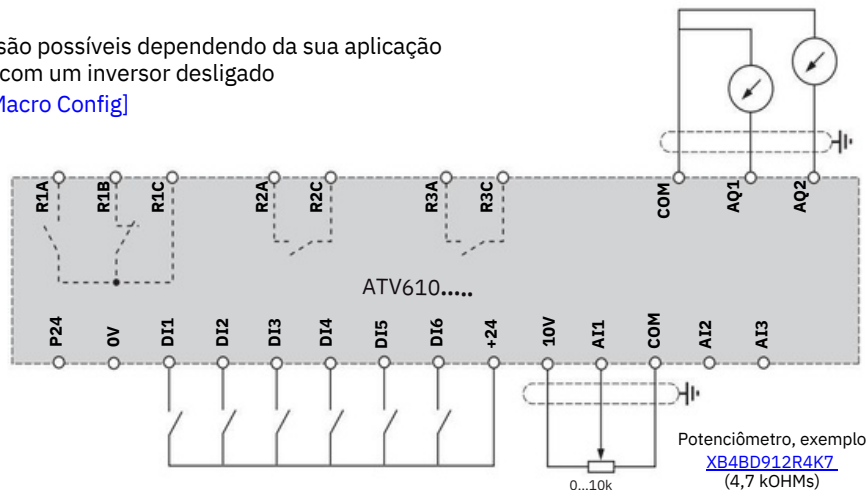 são possíveis dependendo da sua aplicação
com um inversor desligado
Macro Config]
R1A
R1B
R1C
R2A
R2C
R3A
R3C
COM
AQ1
AQ2
ATV610.....
P24
0V
DI1
DI2
DI3
DI4
DI5
DI6
+24
10V
AI1
COM
AI2
AI3
0...10k
Potenciômetro, exemplo
XB4BD912R4K7
(4,7 kOHMs)